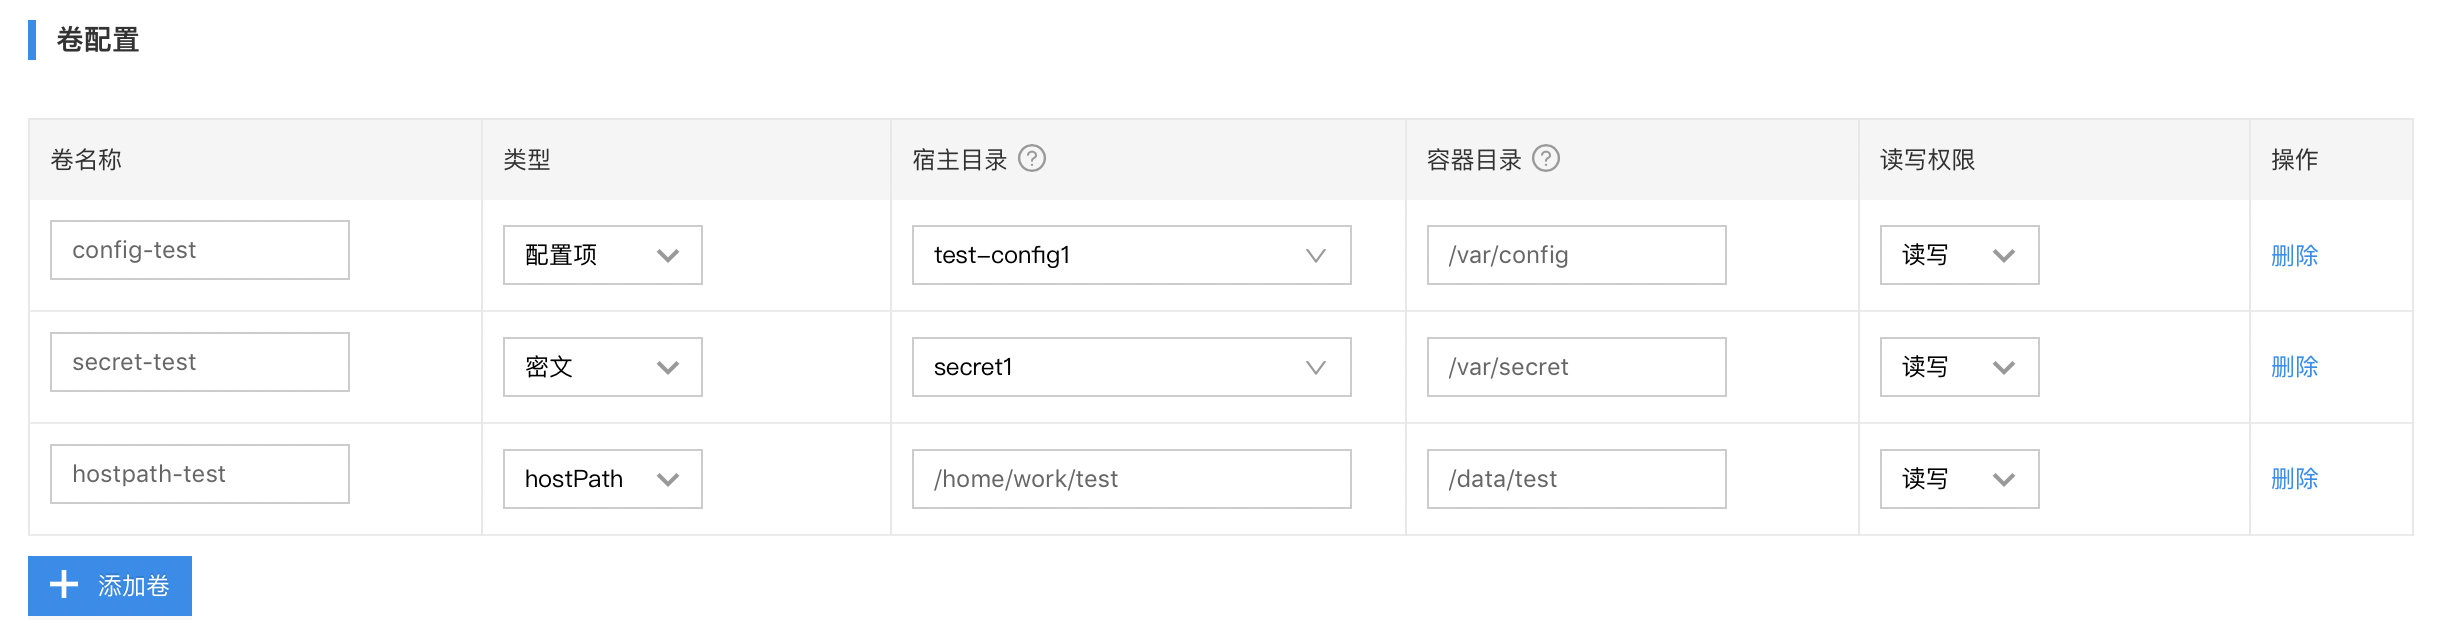 卷配置
卷名称 类型 宿主目录 ? 容器目录 ? 读写权限 操作
config-test 配置项 test-config1 /var/config 读写 删除
secret-test 密文 secret1 /var/secret 读写 删除
hostpath-test hostPath /home/work/test /data/test 读写 删除
添加卷